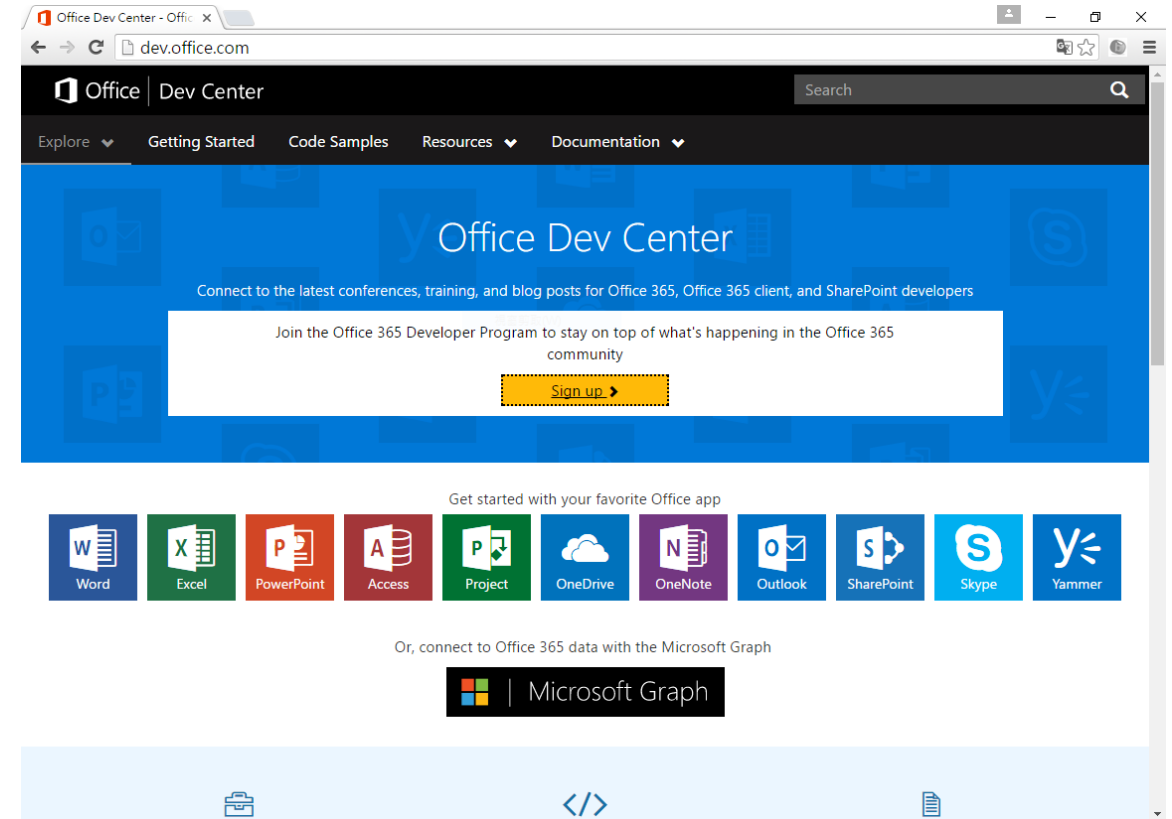 Office Dev Center - Offic
dev.office.com
Office | Dev Center
Search
Explore
Getting Started
Code Samples
Resources
Documentation
Office Dev Center
Connect to the latest conferences, training, and blog posts for Office 365, Office 365 client, and SharePoint developers
Join the Office 365 Developer Program to stay on top of what's happening in the Office 365
community
Sign up
Get started with your favorite Office app
Word
Excel
PowerPoint
Access
Project
OneDrive
OneNote
Outlook
SharePoint
Skype
Yammer
Or, connect to Office 365 data with the Microsoft Graph
Microsoft Graph